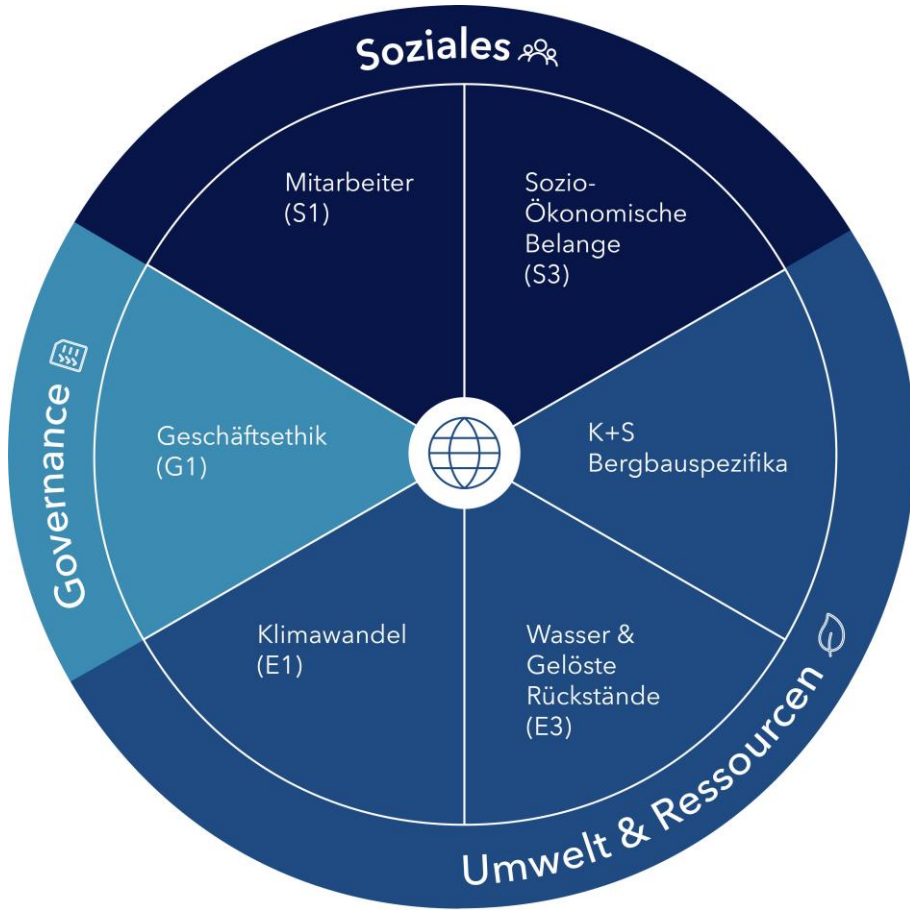 Soziales
Mitarbeiter
(S1)
Sozio-
Ökonomische
Belange
(S3)
Governance
Geschäftsethik
(G1)
K+S
Bergbauspezifika
Klimawandel
(E1)
Wasser &
Gelöste
Rückstände
(E3)
Umwelt & Ressourcen